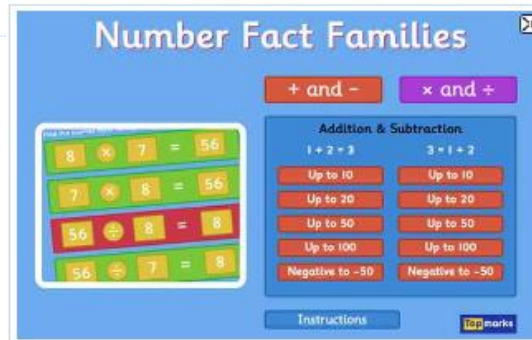 Number Fact Families
+ and -
× and ÷
8 × 7 = 56
7 × 8 = 56
56 ÷ 8 = 8
56 ÷ 7 = 8
Addition & Subtraction
1 + 2 = 3
3 = 1 + 2
Up to 10
Up to 10
Up to 20
Up to 20
Up to 50
Up to 50
Up to 100
Up to 100
Negative to -50
Negative to -50
Instructions
Topmarks